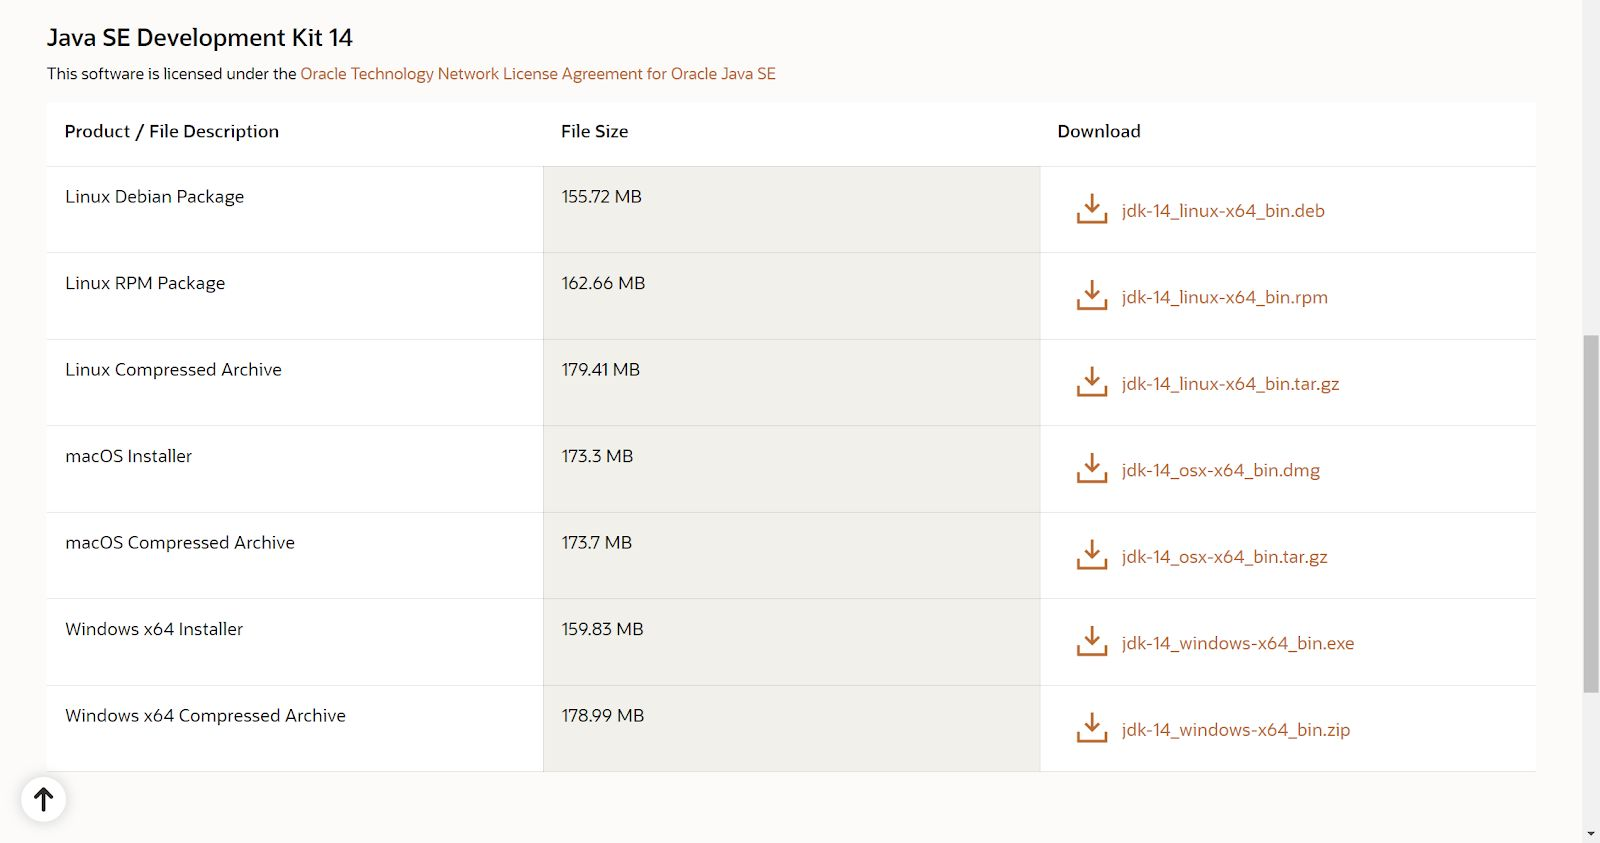 Java SE Development Kit 14
This software is licensed under the Oracle Technology Network License Agreement for Oracle Java SE
Product / File Description File Size Download
Linux Debian Package 155.72 MB jdk-14_linux-x64_bin.deb
Linux RPM Package 162.66 MB jdk-14_linux-x64_bin.rpm
Linux Compressed Archive 179.41 MB jdk-14_linux-x64_bin.tar.gz
macOS Installer 173.3 MB jdk-14_osx-x64_bin.dmg
macOS Compressed Archive 173.7 MB jdk-14_osx-x64_bin.tar.gz
Windows x64 Installer 159.83 MB jdk-14_windows-x64_bin.exe
Windows x64 Compressed Archive 178.99 MB jdk-14_windows-x64_bin.zip